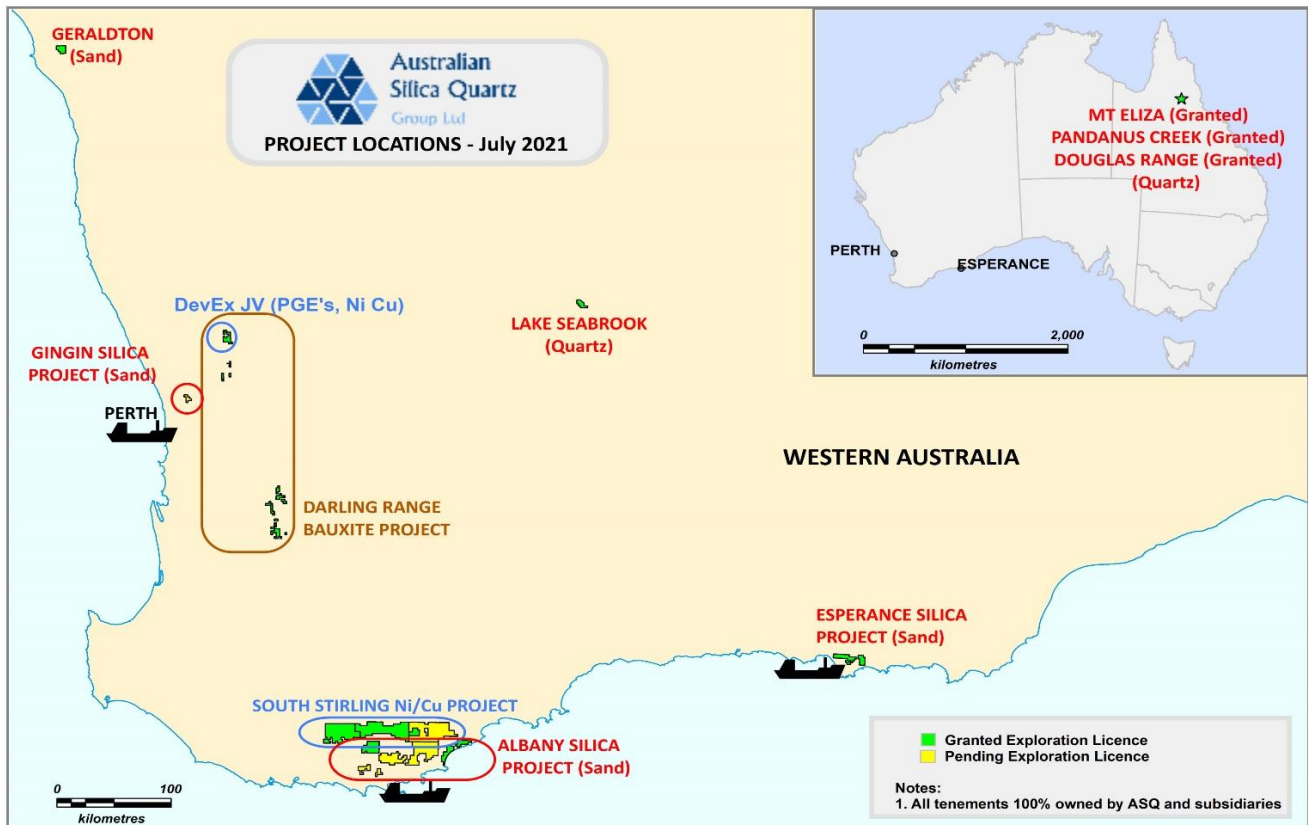 GERALDTON
(Sand)
Australian
Silica Quartz
Group Ltd
PROJECT LOCATIONS - July 2021
MT ELIZA (Granted)
PANDANUS CREEK (Granted)
DOUGLAS RANGE (Granted)
(Quartz)
PERTH
ESPERANCE
0 2,000
kilometres
DevEx JV (PGE's, Ni Cu)
LAKE SEABROOK
(Quartz)
GINGIN SILICA
PROJECT (Sand)
PERTH
WESTERN AUSTRALIA
DARLING RANGE
BAUXITE PROJECT
ESPERANCE SILICA
PROJECT (Sand)
SOUTH STIRLING Ni/Cu PROJECT
ALBANY SILICA
PROJECT (Sand)
0 100
kilometres
Granted Exploration Licence
Pending Exploration Licence
Notes:
1. All tenements 100% owned by ASQ and subsidiaries